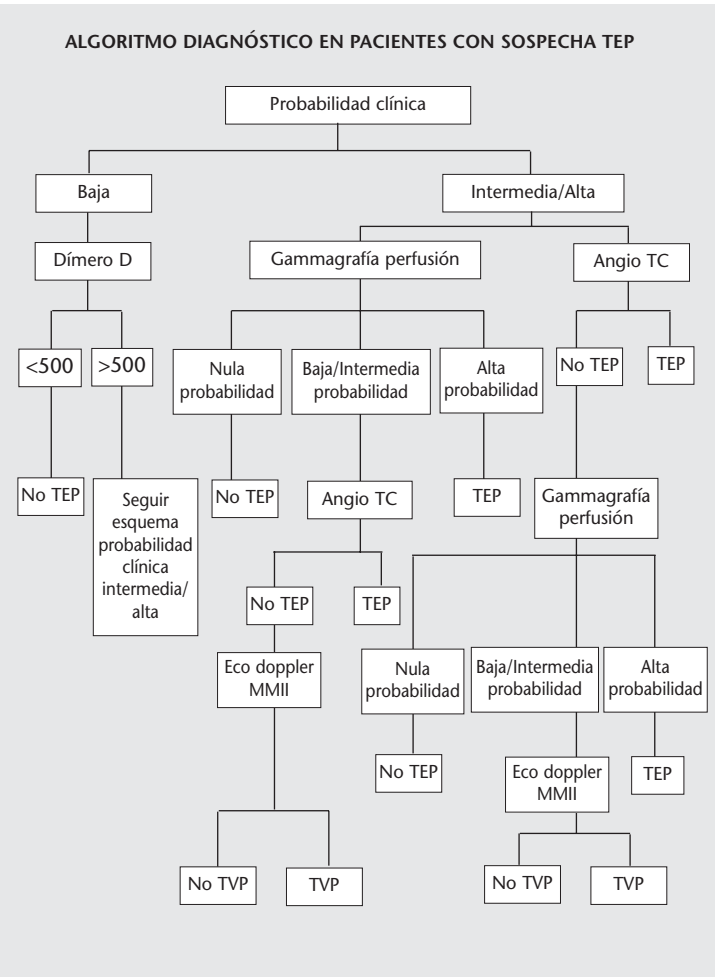 ALGORITMO DIAGNÓSTICO EN PACIENTES CON SOSPECHA TEP
Probabilidad clínica
Baja
Intermedia/Alta
Dímero D
Gammagrafía perfusión
Angio TC
<500
>500
Nula
probabilidad
Baja/Intermedia
probabilidad
Alta
probabilidad
No TEP
TEP
No TEP
Seguir
esquema
probabilidad
clínica
intermedia/
alta
No TEP
Angio TC
TEP
Gammagrafía
perfusión
No TEP
TEP
Eco doppler
MMII
Nula
probabilidad
Baja/Intermedia
probabilidad
Alta
probabilidad
No TEP
Eco doppler
MMII
TEP
No TVP
TVP
No TVP
TVP